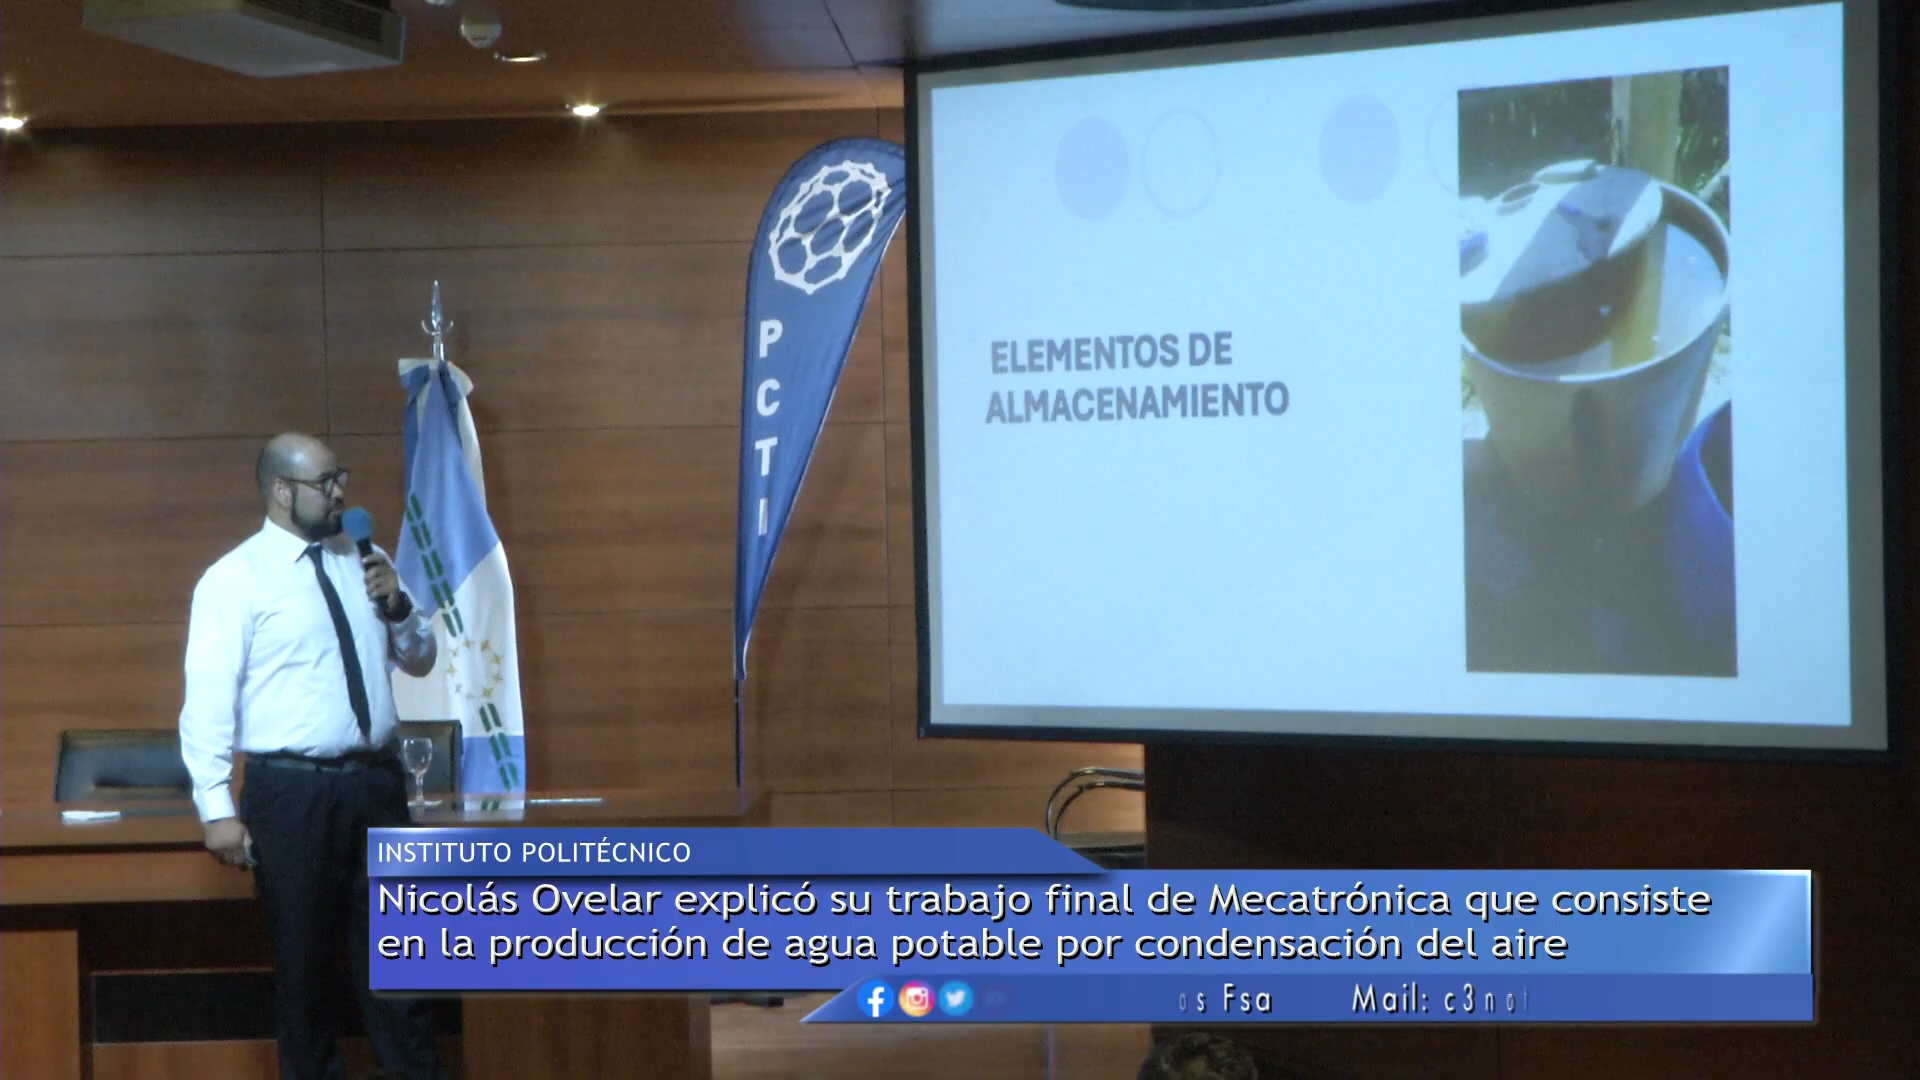 PCTI
ELEMENTOS DE
ALMACENAMIENTO
INSTITUTO POLITÉCNICO
Nicolás Ovelar explicó su trabajo final de Mecatrónica que consiste
en la producción de agua potable por condensación del aire
Fsa Mail: